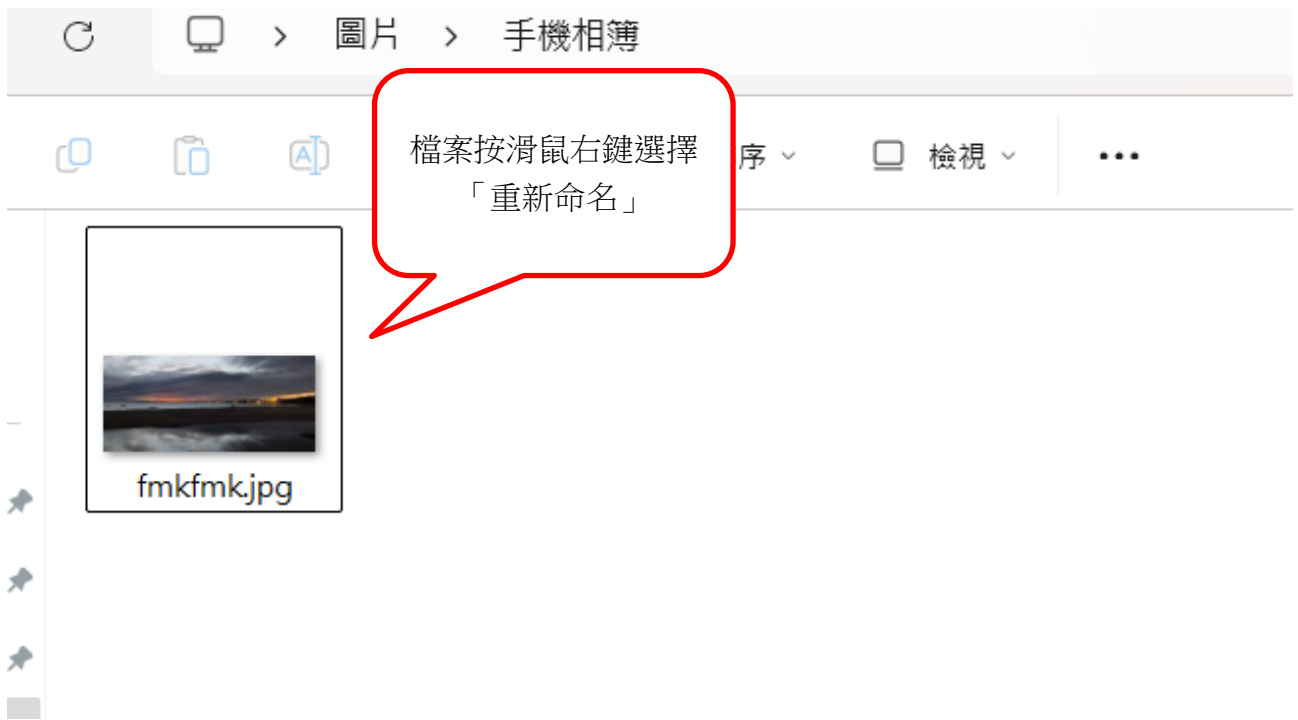 圖片 > 手機相簿
檔案按滑鼠右鍵選擇
「重新命名」
序
檢視
fmkfmk.jpg